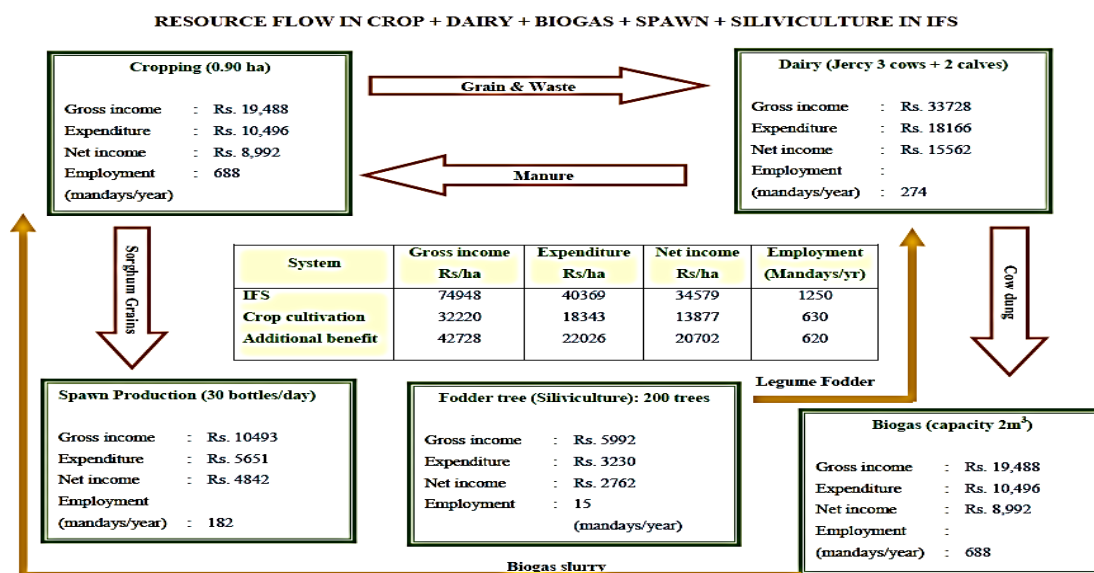 RESOURCE FLOW IN CROP + DAIRY + BIOGAS + SPAWN + SILIVICULTURE IN IFS
Cropping (0.90 ha)
Gross income : Rs. 19,488
Expenditure : Rs. 10,496
Net income : Rs. 8,992
Employment : 688
(mandays/year)
Grain & Waste
Manure
Dairy (Jercy 3 cows + 2 calves)
Gross income : Rs. 33728
Expenditure : Rs. 18166
Net income : Rs. 15562
Employment :
(mandays/year) : 274
Sorghum Grains
System Gross income Expenditure Net income Employment
Rs/ha Rs/ha Rs/ha (Mandays/yr)
IFS 74948 40369 34579 1250
Crop cultivation 32220 18343 13877 630
Additional benefit 42728 22026 20702 620
Cow dung
Spawn Production (30 bottles/day)
Gross income : Rs. 10493
Expenditure : Rs. 5651
Net income : Rs. 4842
Employment
(mandays/year) : 182
Fodder tree (Siliviculture): 200 trees
Gross income : Rs. 5992
Expenditure : Rs. 3230
Net income : Rs. 2762
Employment : 15
(mandays/year)
Legume Fodder
Biogas (capacity 2m³)
Gross income : Rs. 19,488
Expenditure : Rs. 10,496
Net income : Rs. 8,992
Employment :
(mandays/year) : 688
Biogas slurry